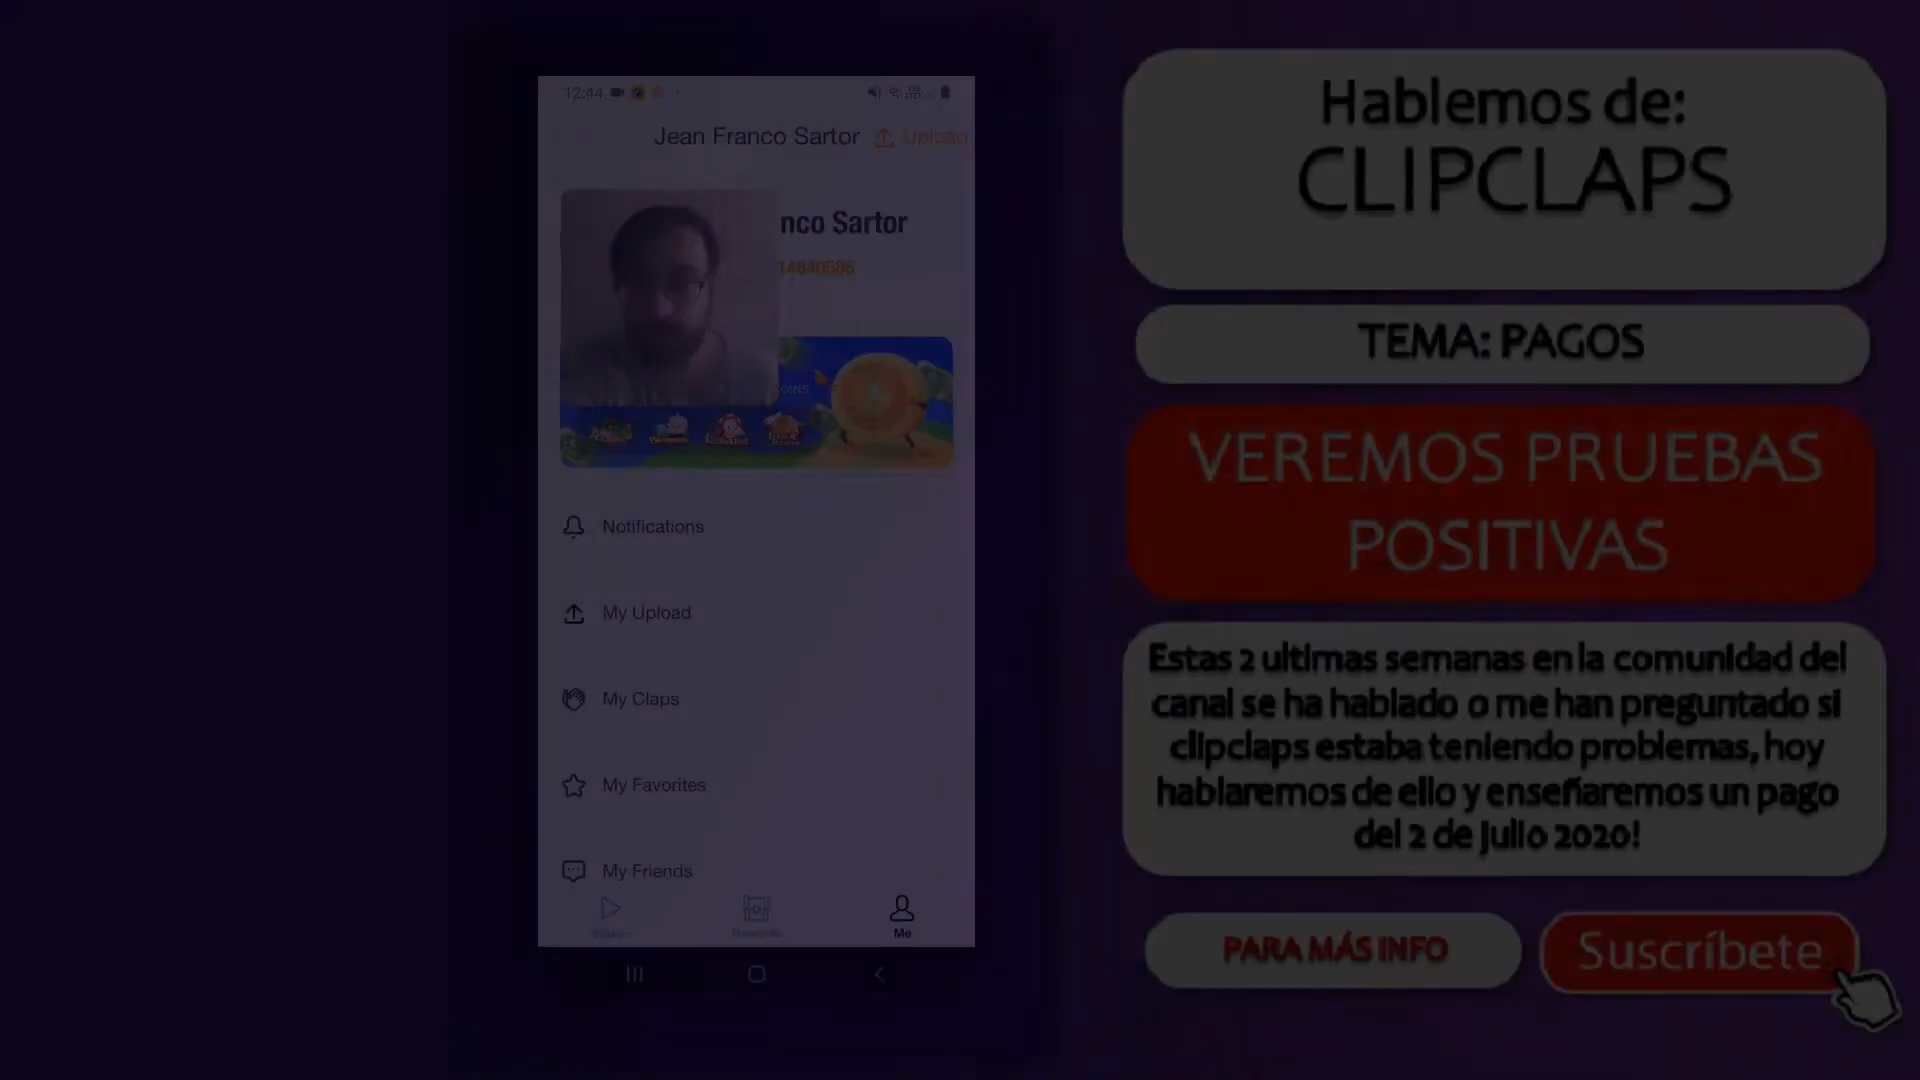 12:44
Jean Franco Sartor
Upload
nco Sartor
14840586
OINS
Notifications
My Upload
My Claps
My Favorites
My Friends
Me
Hablemos de:
CLIPCLAPS
TEMA: PAGOS
VEREMOS PRUEBAS
POSITIVAS
Estas 2 ultimas semanas en la comunidad del
canal se ha hablado o me han preguntado si
clipclaps estaba teniendo problemas, hoy
hablaremos de ello y enseñaremos un pago
del 2 de Julio 2020!
PARA MÁS INFO
Suscríbete